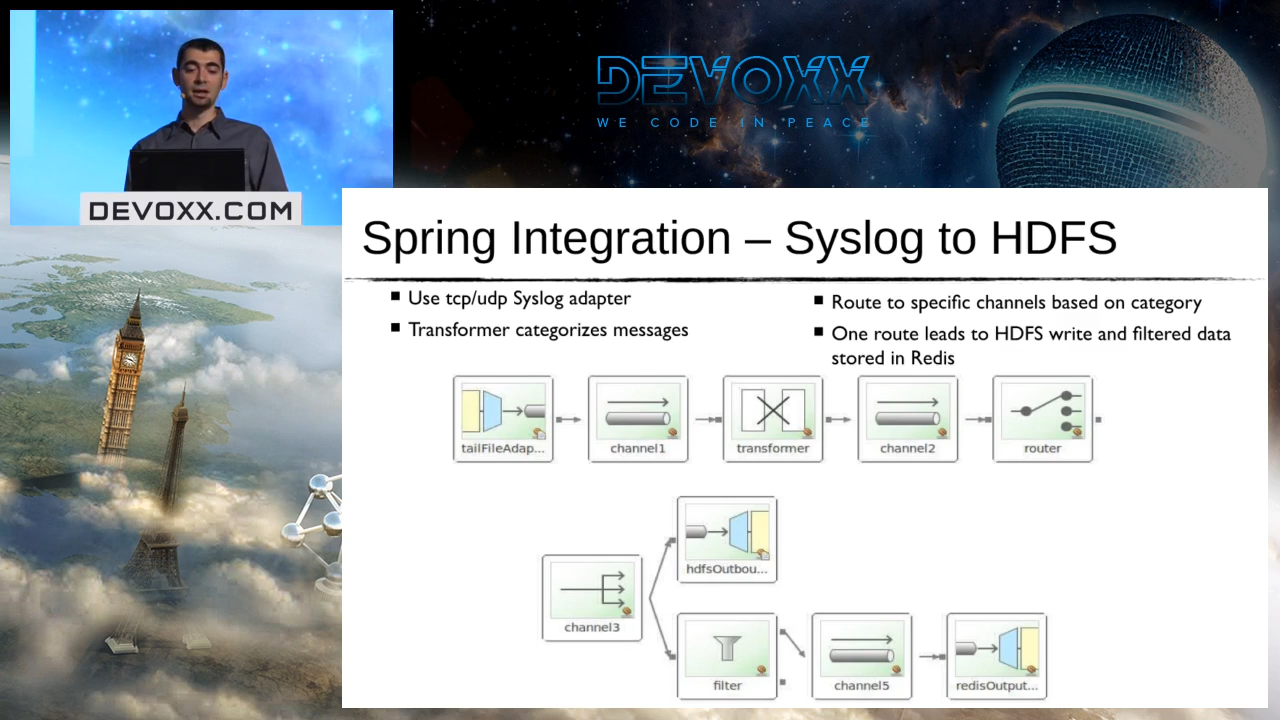 DEVOXX
WE CODE IN PEACE
DEVOXX.COM
Spring Integration – Syslog to HDFS
Use tcp/udp Syslog adapter
Transformer categorizes messages
Route to specific channels based on category
One route leads to HDFS write and filtered data
stored in Redis
tailFileAdap...
channel1
transformer
channel2
router
hdfsOutbou...
channel3
filter
channel5
redisOutput...